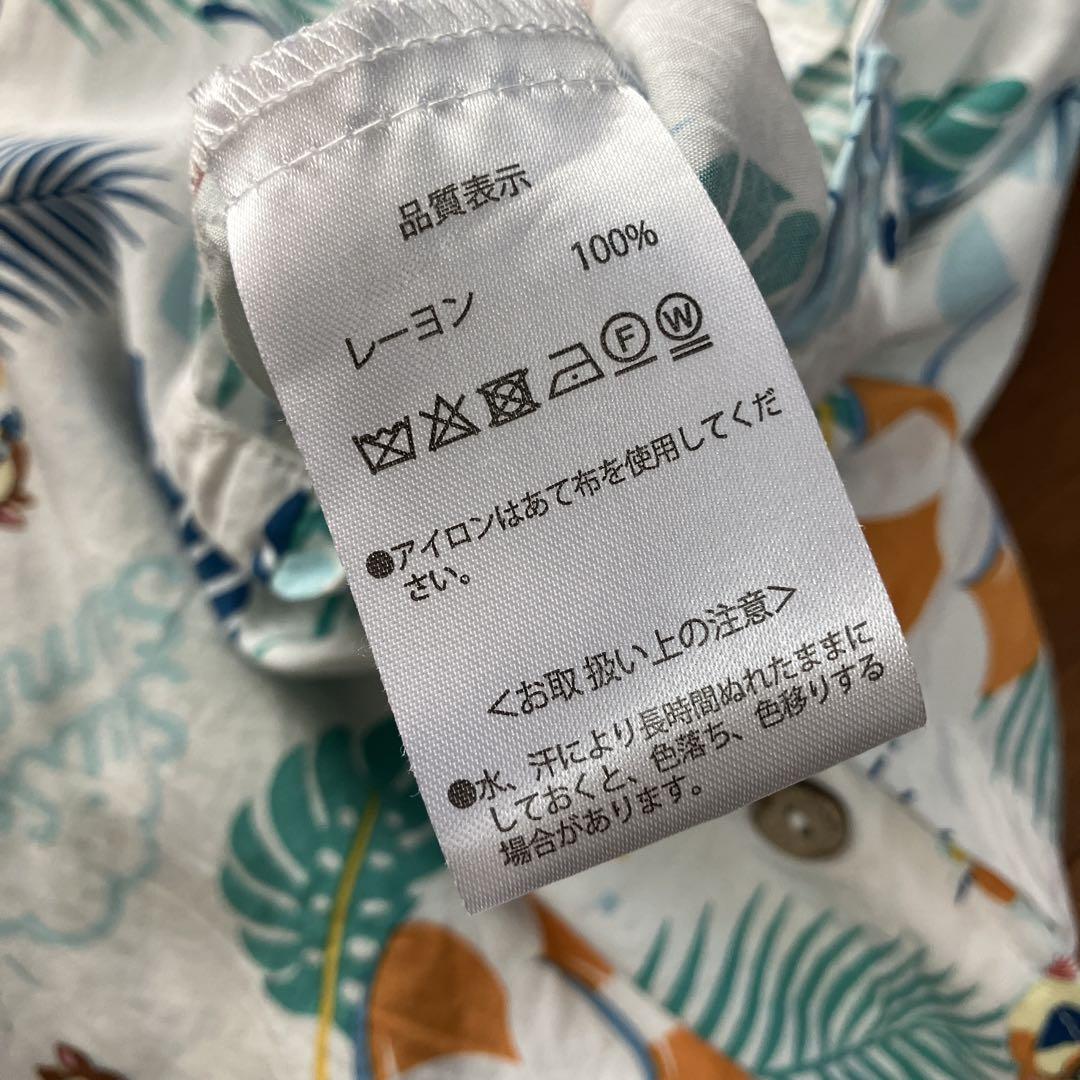 品質表示
レーヨン 100%
F W
●アイロンはあて布を使用してくだ
さい。
＜お取扱い上の注意＞
●水、汗により長時間ぬれたままに
しておくと、色落ち、色移りする
場合があります。